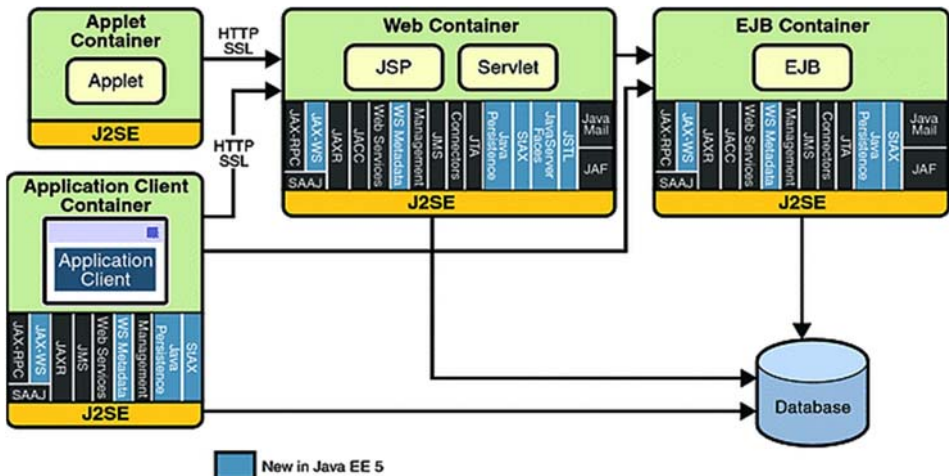 Applet
Container
Applet
J2SE
HTTP
SSL
HTTP
SSL
Web Container
JSP
Servlet
JAX-RPC
JAX-WS
SAAJ
JAXR
JACC
Web Services
WS Metadata
Management
JMS
Connectors
JTA
Java
Persistence
StAX
JavaServer
Faces
JSTL
Java
Mail
JAF
J2SE
EJB Container
EJB
JAX-RPC
JAX-WS
SAAJ
JAXR
JACC
Web Services
WS Metadata
Management
JMS
Connectors
JTA
Java
Persistence
StAX
Java
Mail
JAF
J2SE
Application Client
Container
Application
Client
JAX-RPC
JAX-WS
SAAJ
JAXR
JMS
Web Services
WS Metadata
Management
Java
Persistence
StAX
J2SE
Database
New in Java EE 5